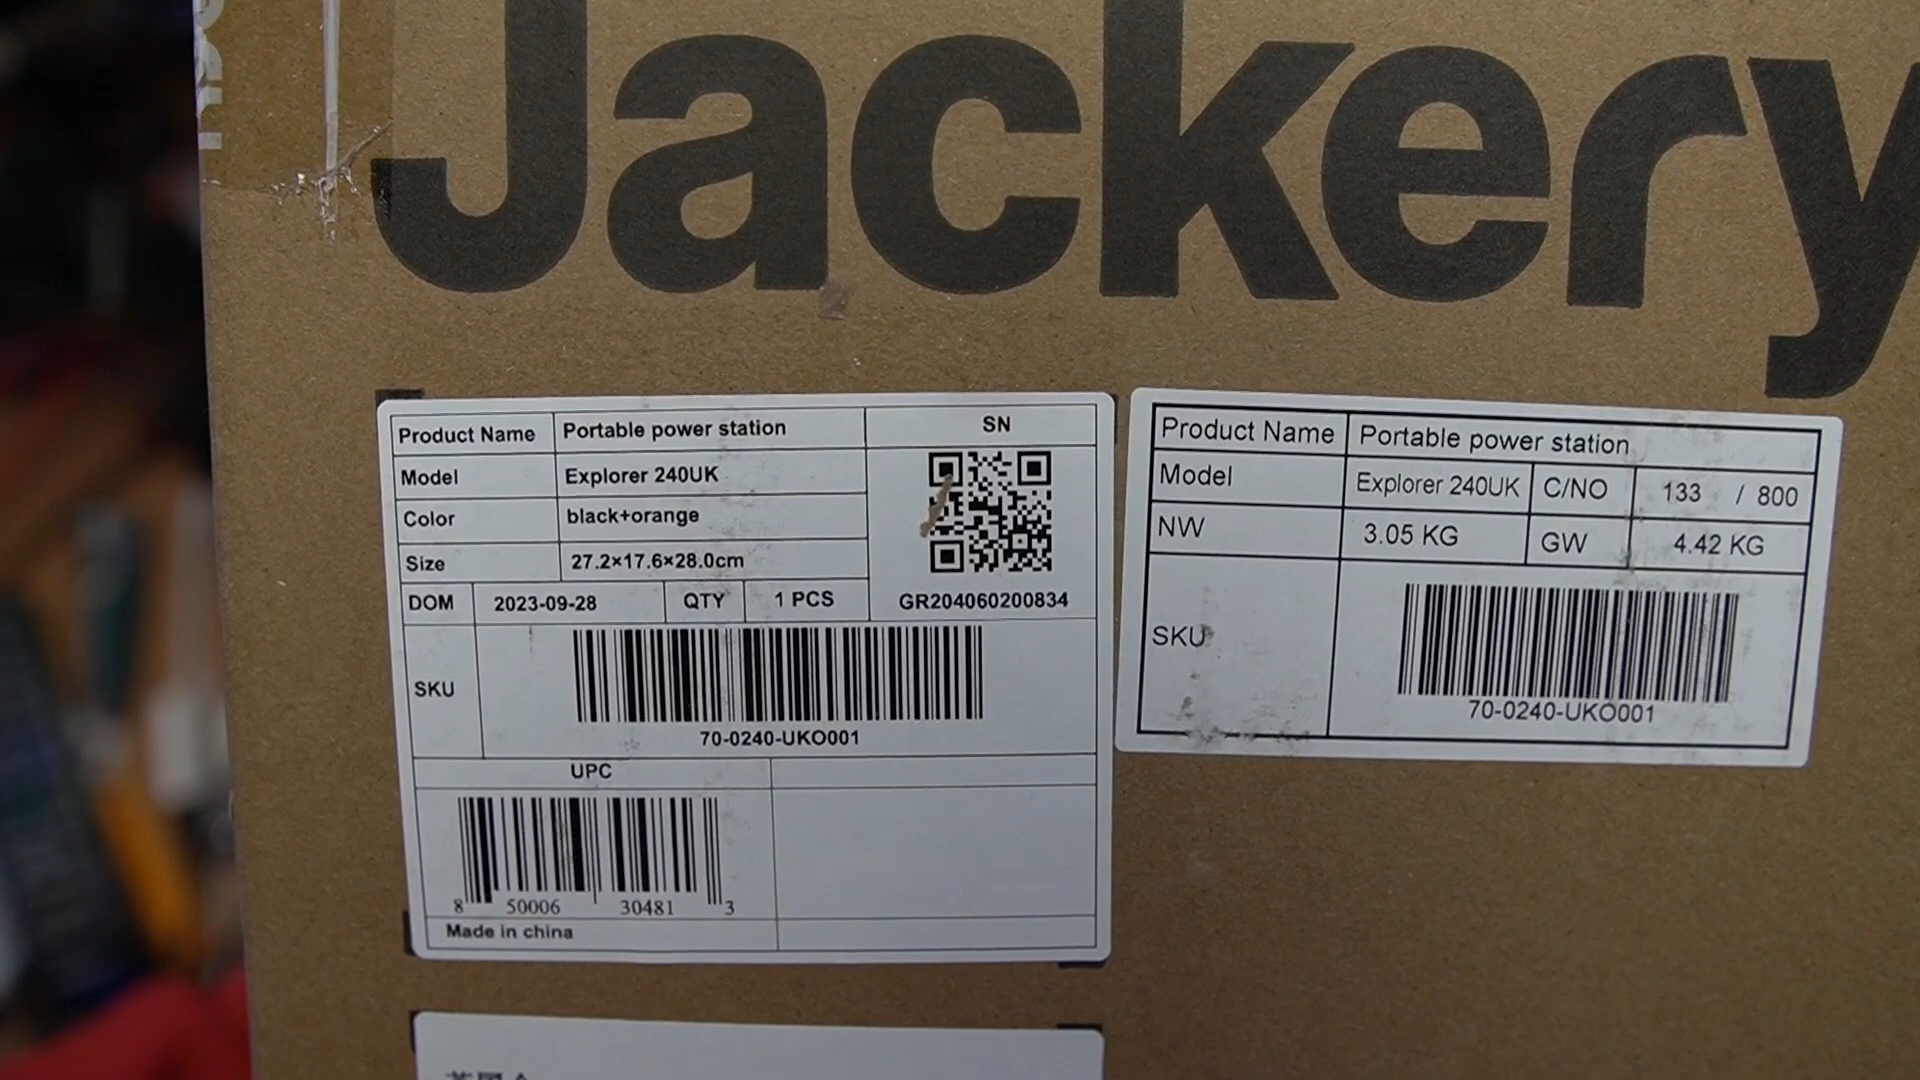 Jackery
Product Name Portable power station SN
Model Explorer 240UK
Color black+orange
Size 27.2×17.6×28.0cm
DOM 2023-09-28 QTY 1 PCS GR204060200834
SKU
70-0240-UKO001
UPC
8 50006 30481 3
Made in china
Product Name Portable power station
Model Explorer 240UK C/NO 133 / 800
NW 3.05 KG GW 4.42 KG
SKU
70-0240-UKO001